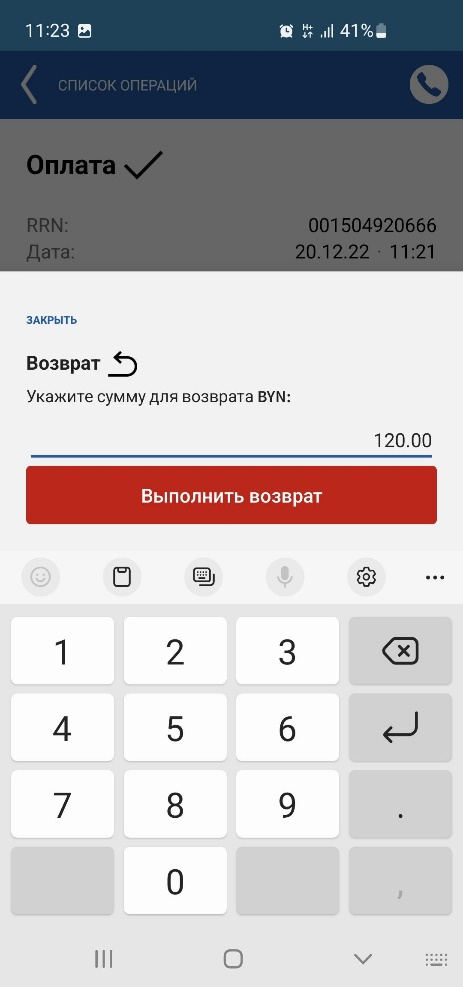 11:23 41%
СПИСОК ОПЕРАЦИЙ
Оплата
RRN: 001504920666
Дата: 20.12.22 · 11:21
ЗАКРЫТЬ
Возврат
Укажите сумму для возврата BYN:
120.00
Выполнить возврат
1 2 3
4 5 6
7 8 9 .
0 ,